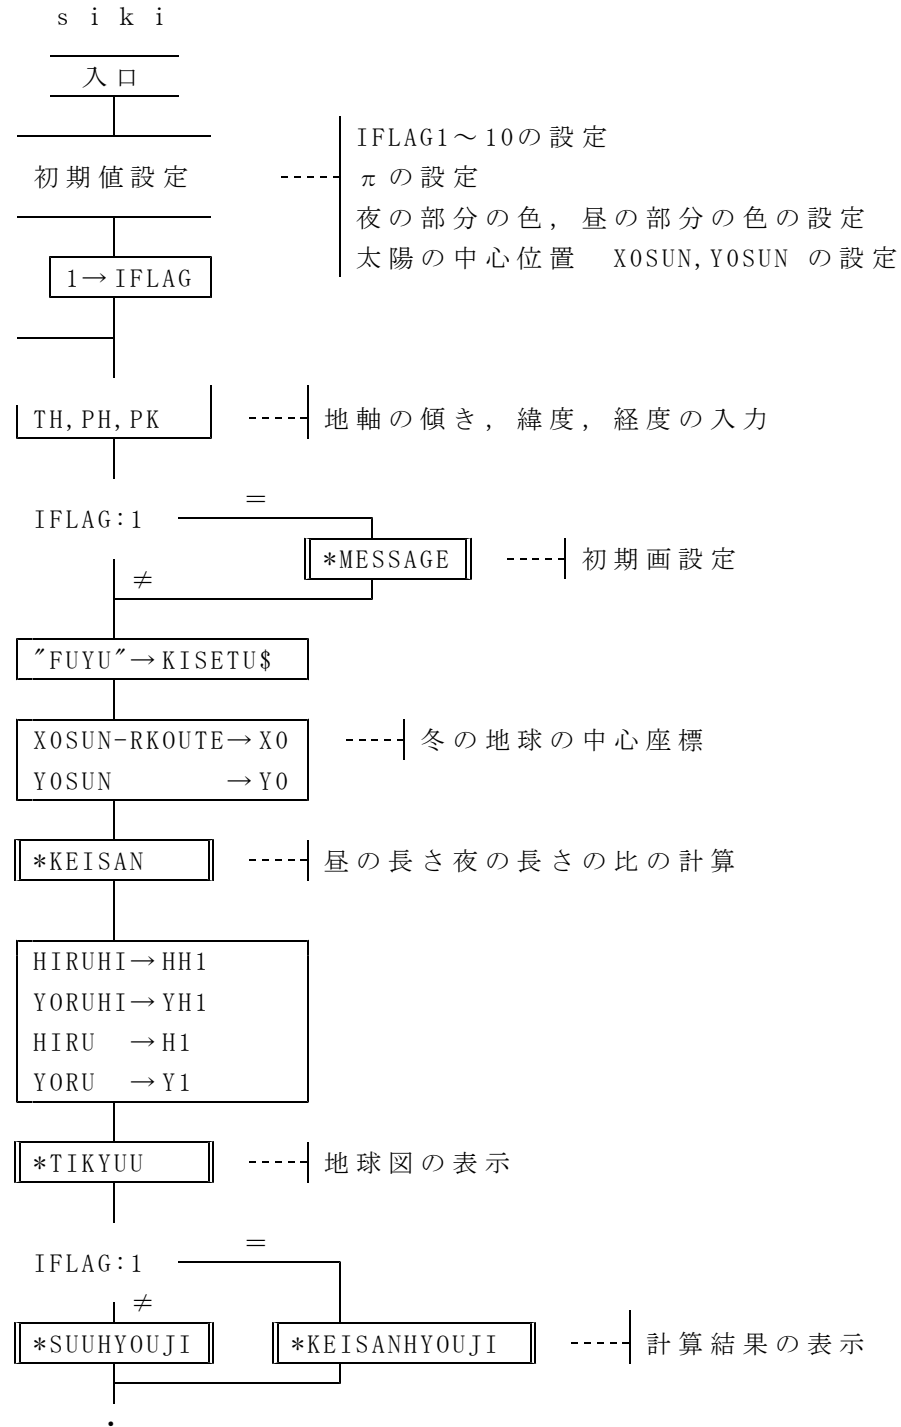 siki
入口
初期値設定
IFLAG1～10の設定
πの設定
夜の部分の色，昼の部分の色の設定
太陽の中心位置　X0SUN,Y0SUN の設定
1→IFLAG
TH,PH,PK
地軸の傾き，緯度，経度の入力
＝
IFLAG:1
*MESSAGE
初期画設定
≠
"FUYU"→KISETU$
X0SUN-RKOUTE→X0
冬の地球の中心座標
Y0SUN →Y0
*KEISAN
昼の長さ夜の長さの比の計算
HIRUHI→HH1
YORUHI→YH1
HIRU →H1
YORU →Y1
*TIKYUU
地球図の表示
＝
IFLAG:1
≠
*SUUHYOUJI
*KEISANHYOUJI
計算結果の表示